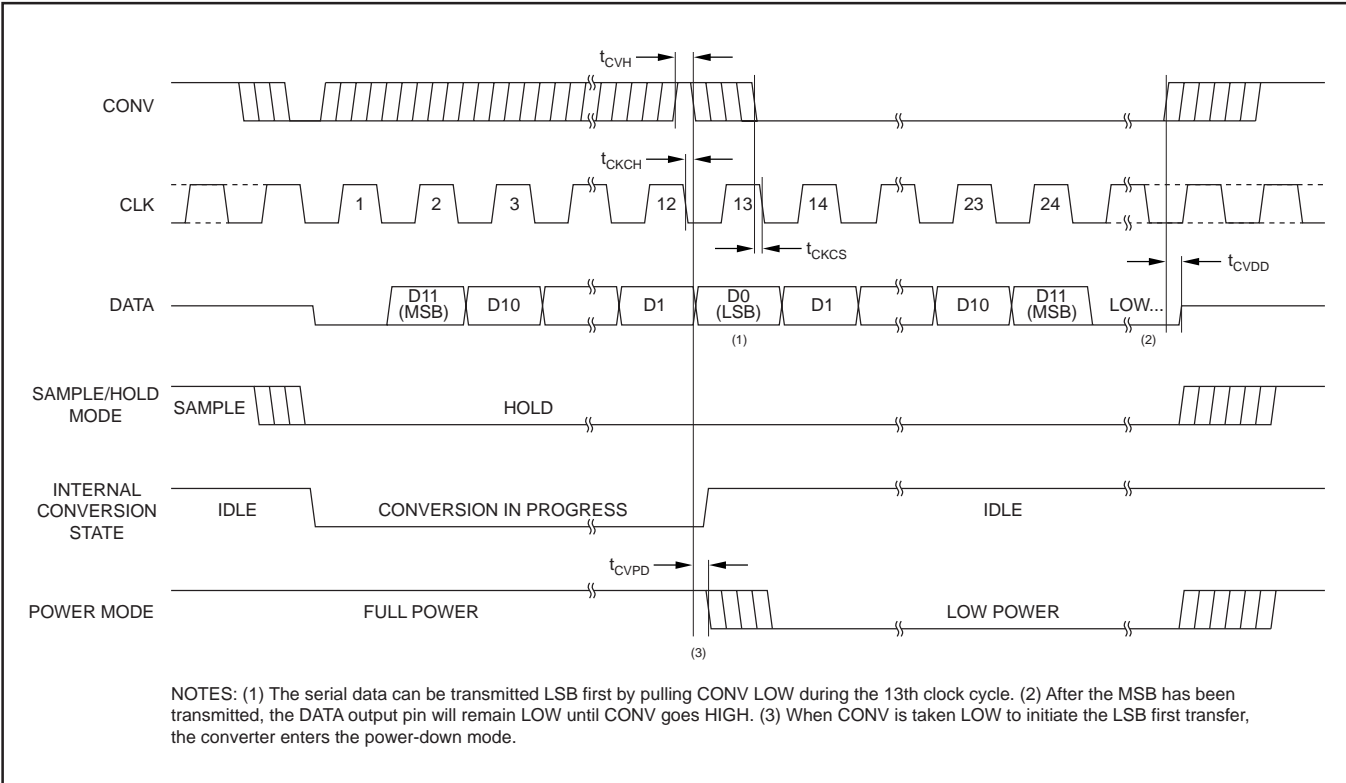 t_CVH
CONV
t_CKCH
CLK
1 2 3 12 13 14 23 24
t_CKCS
t_CVDD
DATA
D11 (MSB)
D10
D1
D0 (LSB)
D1
D10
D11 (MSB)
LOW...
(1)
(2)
SAMPLE/HOLD
MODE
SAMPLE
HOLD
INTERNAL
CONVERSION
STATE
IDLE
CONVERSION IN PROGRESS
IDLE
t_CVPD
POWER MODE
FULL POWER
LOW POWER
(3)
NOTES: (1) The serial data can be transmitted LSB first by pulling CONV LOW during the 13th clock cycle. (2) After the MSB has been
transmitted, the DATA output pin will remain LOW until CONV goes HIGH. (3) When CONV is taken LOW to initiate the LSB first transfer,
the converter enters the power-down mode.